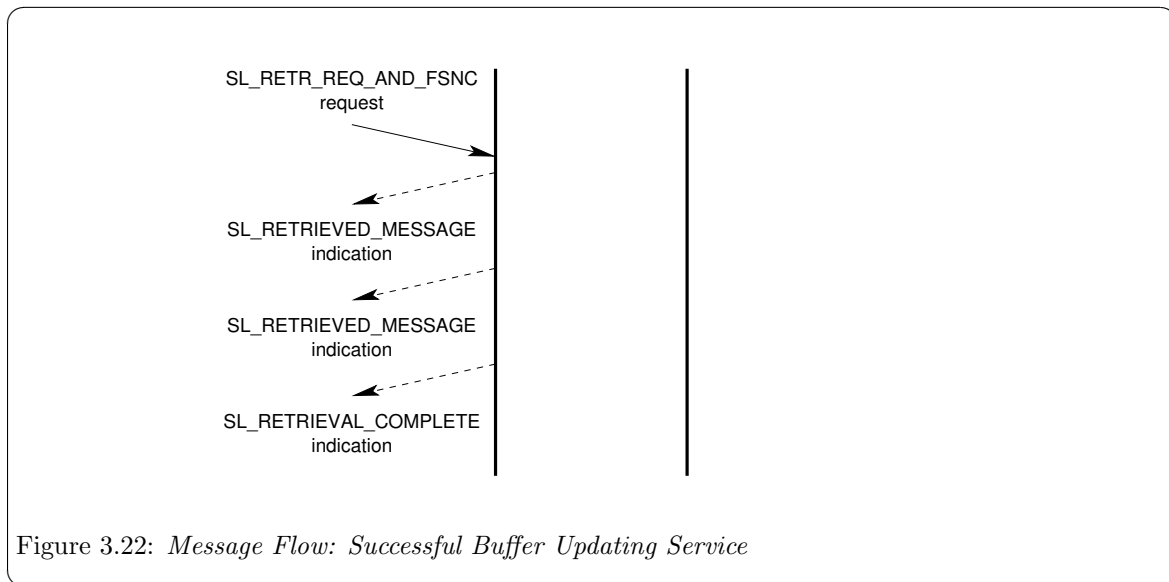 SL_RETR_REQ_AND_FSNC
request
SL_RETRIEVED_MESSAGE
indication
SL_RETRIEVED_MESSAGE
indication
SL_RETRIEVAL_COMPLETE
indication
Figure 3.22: Message Flow: Successful Buffer Updating Service